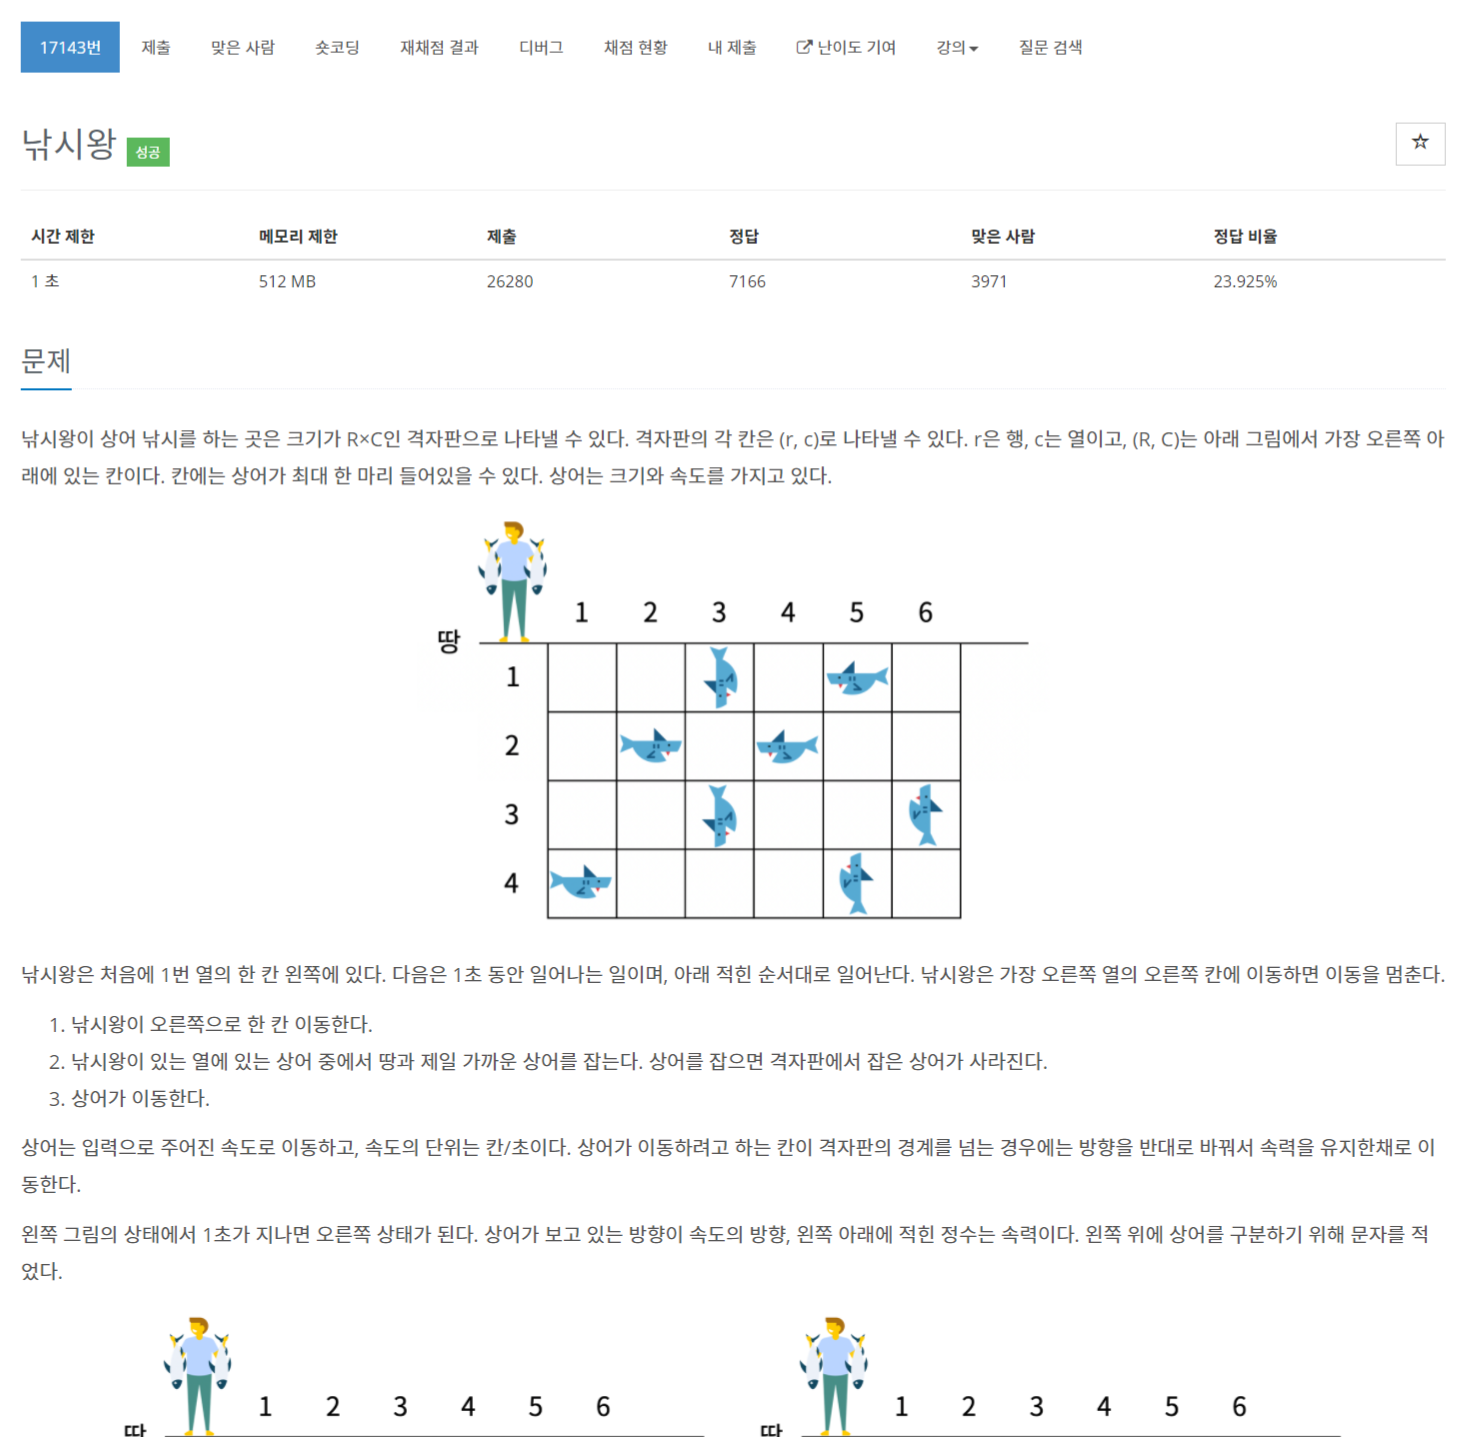 17143번 제출 맞은 사람 숏코딩 재채점 결과 디버그 채점 현황 내 제출 난이도 기여 강의 질문 검색
낚시왕 성공
시간 제한 메모리 제한 제출 정답 맞은 사람 정답 비율
1 초 512 MB 26280 7166 3971 23.925%
문제
낚시왕이 상어 낚시를 하는 곳은 크기가 R×C인 격자판으로 나타낼 수 있다. 격자판의 각 칸은 (r, c)로 나타낼 수 있다. r은 행, c는 열이고, (R, C)는 아래 그림에서 가장 오른쪽 아
래에 있는 칸이다. 칸에는 상어가 최대 한 마리 들어있을 수 있다. 상어는 크기와 속도를 가지고 있다.
1 2 3 4 5 6
땅
1
2
3
4
낚시왕은 처음에 1번 열의 한 칸 왼쪽에 있다. 다음은 1초 동안 일어나는 일이며, 아래 적힌 순서대로 일어난다. 낚시왕은 가장 오른쪽 열의 오른쪽 칸에 이동하면 이동을 멈춘다.
1. 낚시왕이 오른쪽으로 한 칸 이동한다.
2. 낚시왕이 있는 열에 있는 상어 중에서 땅과 제일 가까운 상어를 잡는다. 상어를 잡으면 격자판에서 잡은 상어가 사라진다.
3. 상어가 이동한다.
상어는 입력으로 주어진 속도로 이동하고, 속도의 단위는 칸/초이다. 상어가 이동하려고 하는 칸이 격자판의 경계를 넘는 경우에는 방향을 반대로 바꿔서 속력을 유지한채로 이
동한다.
왼쪽 그림의 상태에서 1초가 지나면 오른쪽 상태가 된다. 상어가 보고 있는 방향이 속도의 방향, 왼쪽 아래에 적힌 정수는 속력이다. 왼쪽 위에 상어를 구분하기 위해 문자를 적
었다.
1 2 3 4 5 6 1 2 3 4 5 6